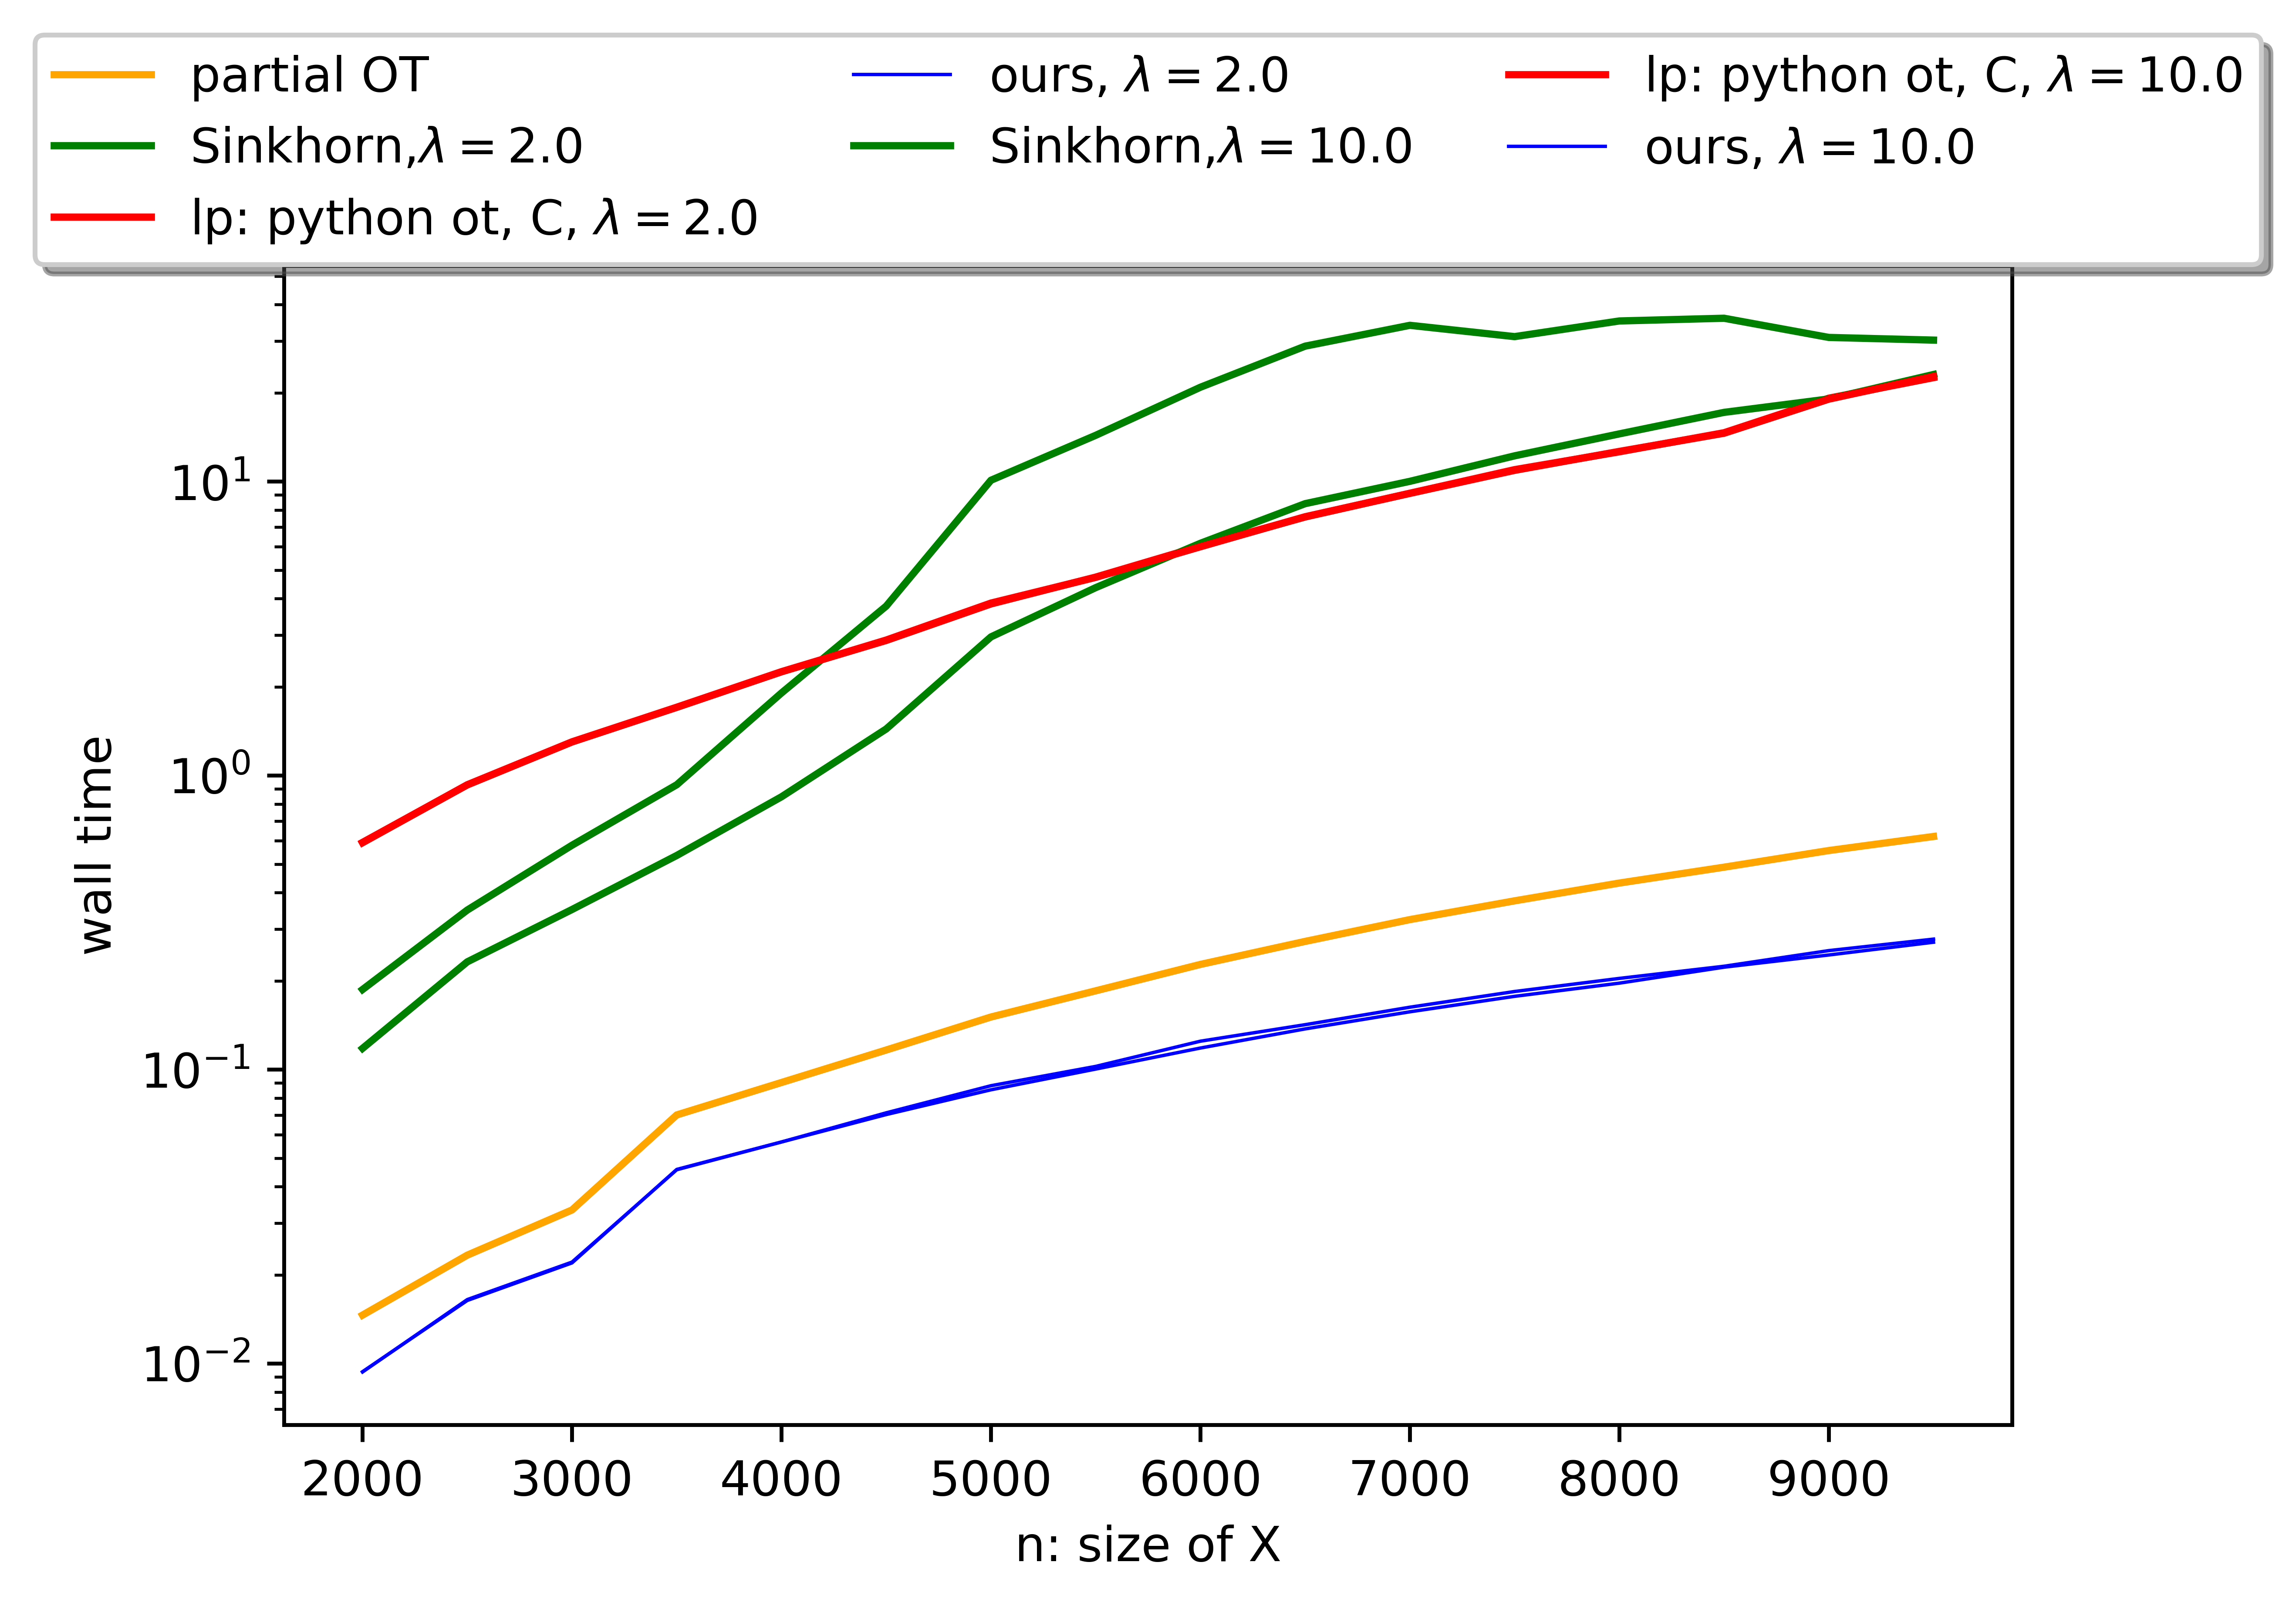 partial OT
Sinkhorn,λ = 2.0
lp: python ot, C, λ = 2.0
ours, λ = 2.0
Sinkhorn,λ = 10.0
lp: python ot, C, λ = 10.0
ours, λ = 10.0
wall time
10¹
10⁰
10⁻¹
10⁻²
2000 3000 4000 5000 6000 7000 8000 9000
n: size of X